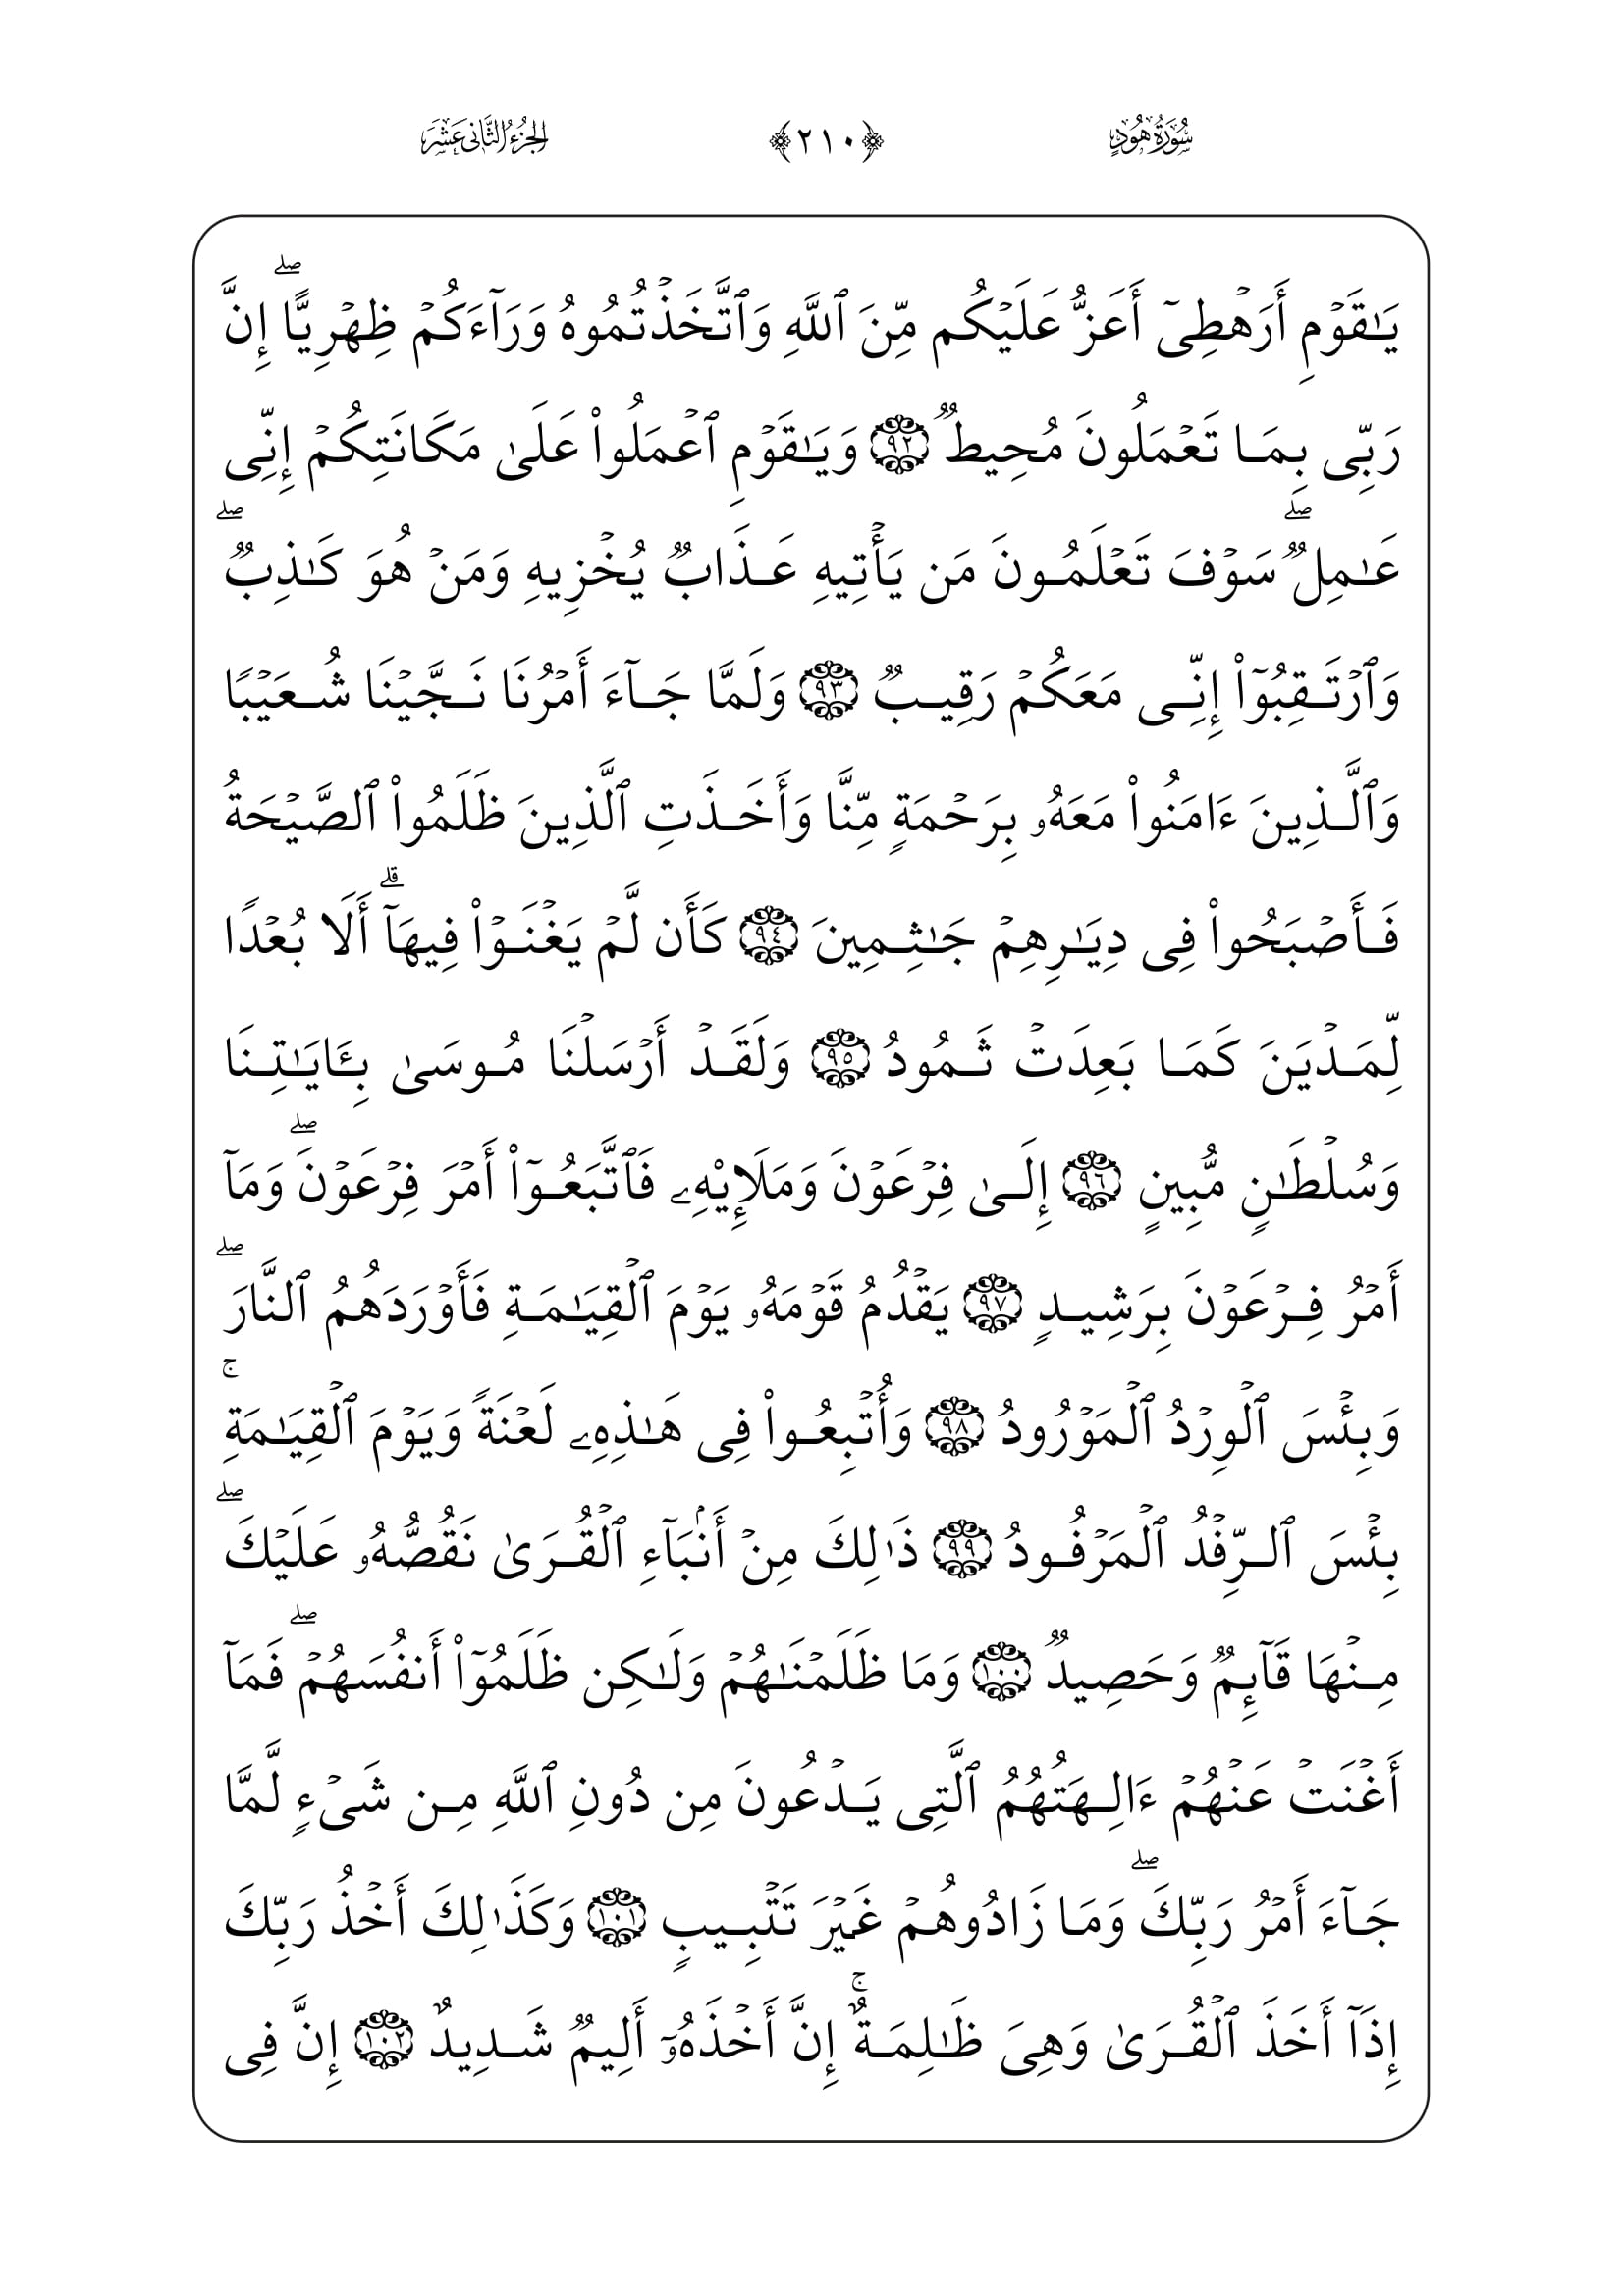 سُورَةُ هُودٍ ﴿٢١٠﴾ الجُزْءُ الثَّانِي عَشَرَ
يَٰقَوۡمِ أَرَهۡطِيٓ أَعَزُّ عَلَيۡكُم مِّنَ ٱللَّهِ وَٱتَّخَذۡتُمُوهُ وَرَآءَكُمۡ ظِهۡرِيًّاۖ إِنَّ
رَبِّي بِمَا تَعۡمَلُونَ مُحِيطٞ ٩٢ وَيَٰقَوۡمِ ٱعۡمَلُواْ عَلَىٰ مَكَانَتِكُمۡ إِنِّي
عَٰمِلٞۖ سَوۡفَ تَعۡلَمُونَ مَن يَأۡتِيهِ عَذَابٞ يُخۡزِيهِ وَمَنۡ هُوَ كَٰذِبٞۖ
وَٱرۡتَقِبُوٓاْ إِنِّي مَعَكُمۡ رَقِيبٞ ٩٣ وَلَمَّا جَآءَ أَمۡرُنَا نَجَّيۡنَا شُعَيۡبٗا
وَٱلَّذِينَ ءَامَنُواْ مَعَهُۥ بِرَحۡمَةٖ مِّنَّا وَأَخَذَتِ ٱلَّذِينَ ظَلَمُواْ ٱلصَّيۡحَةُ
فَأَصۡبَحُواْ فِي دِيَٰرِهِمۡ جَٰثِمِينَ ٩٤ كَأَن لَّمۡ يَغۡنَوۡاْ فِيهَآۗ أَلَا بُعۡدٗا
لِّمَدۡيَنَ كَمَا بَعِدَتۡ ثَمُودُ ٩٥ وَلَقَدۡ أَرۡسَلۡنَا مُوسَىٰ بِـَٔايَٰتِنَا
وَسُلۡطَٰنٖ مُّبِينٍ ٩٦ إِلَىٰ فِرۡعَوۡنَ وَمَلَإِيْهِۦ فَٱتَّبَعُوٓاْ أَمۡرَ فِرۡعَوۡنَۖ وَمَآ
أَمۡرُ فِرۡعَوۡنَ بِرَشِيدٖ ٩٧ يَقۡدُمُ قَوۡمَهُۥ يَوۡمَ ٱلۡقِيَٰمَةِ فَأَوۡرَدَهُمُ ٱلنَّارَۖ
وَبِئۡسَ ٱلۡوِرۡدُ ٱلۡمَوۡرُودُ ٩٨ وَأُتۡبِعُواْ فِي هَٰذِهِۦ لَعۡنَةٗ وَيَوۡمَ ٱلۡقِيَٰمَةِۚ
بِئۡسَ ٱلرِّفۡدُ ٱلۡمَرۡفُودُ ٩٩ ذَٰلِكَ مِنۡ أَنۢبَآءِ ٱلۡقُرَىٰ نَقُصُّهُۥ عَلَيۡكَۖ
مِنۡهَا قَآئِمٞ وَحَصِيدٞ ١٠٠ وَمَا ظَلَمۡنَٰهُمۡ وَلَٰكِن ظَلَمُوٓاْ أَنفُسَهُمۡۖ فَمَآ
أَغۡنَتۡ عَنۡهُمۡ ءَالِهَتُهُمُ ٱلَّتِي يَدۡعُونَ مِن دُونِ ٱللَّهِ مِن شَيۡءٖ لَّمَّا
جَآءَ أَمۡرُ رَبِّكَۖ وَمَا زَادُوهُمۡ غَيۡرَ تَتۡبِيبٖ ١٠١ وَكَذَٰلِكَ أَخۡذُ رَبِّكَ
إِذَآ أَخَذَ ٱلۡقُرَىٰ وَهِيَ ظَٰلِمَةٌۚ إِنَّ أَخۡذَهُۥٓ أَلِيمٞ شَدِيدٌ ١٠٢ إِنَّ فِي